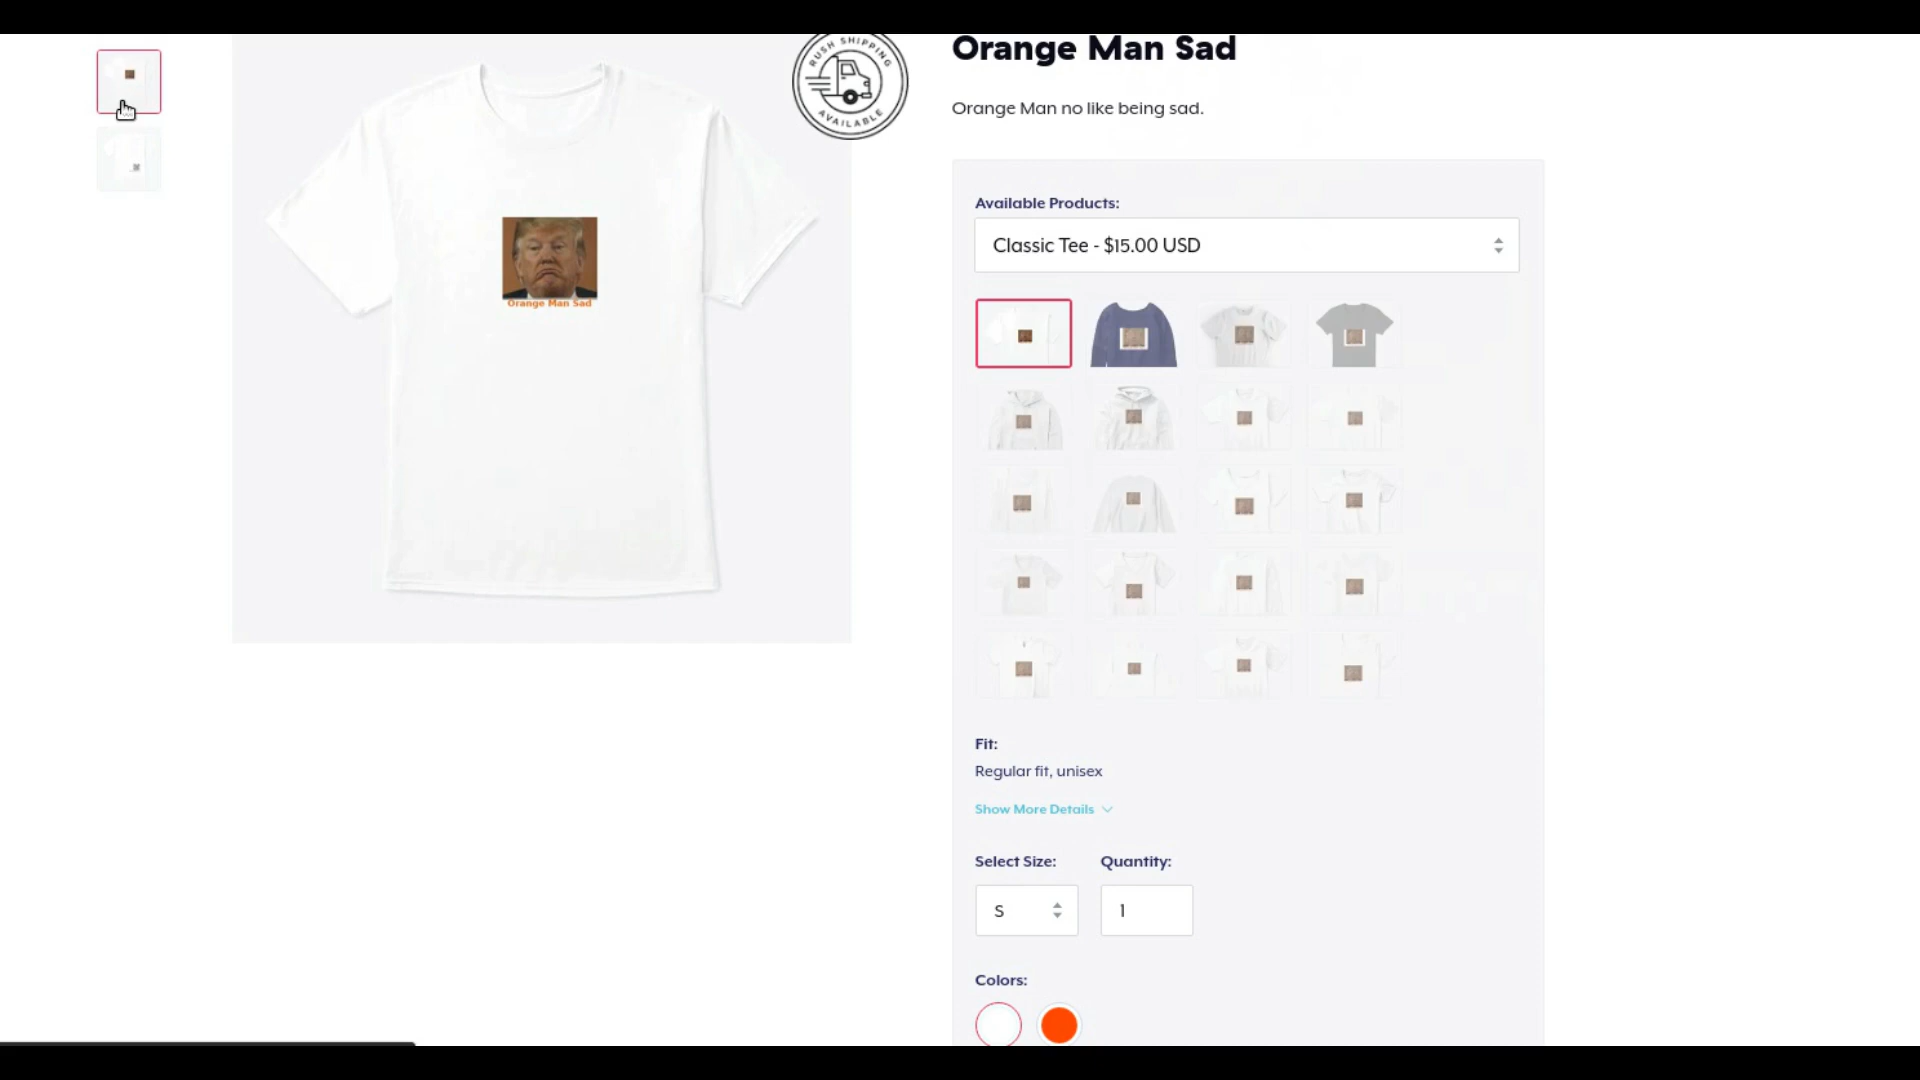 RUSH SHIPPING
AVAILABLE
Orange Man Sad
Orange Man no like being sad.
Orange Man Sad
Available Products:
Classic Tee - $15.00 USD
Fit:
Regular fit, unisex
Show More Details
Select Size:
Quantity:
S
1
Colors: